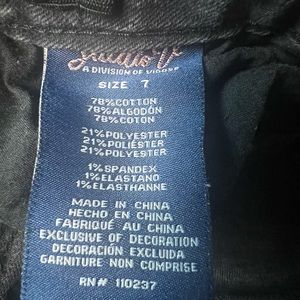 Studio V
A DIVISION OF VIGOSS
SIZE 7
78%COTTON
78%ALGODÓN
78%COTON
21%POLYESTER
21%POLIÉSTER
21%POLYESTER
1%SPANDEX
1%ELASTANO
1%ELASTHANNE
MADE IN CHINA
HECHO EN CHINA
FABRIQUÉ AU CHINA
EXCLUSIVE OF DECORATION
DECORACIÓN EXCLUIDA
GARNITURE NON COMPRISE
RN# 110237